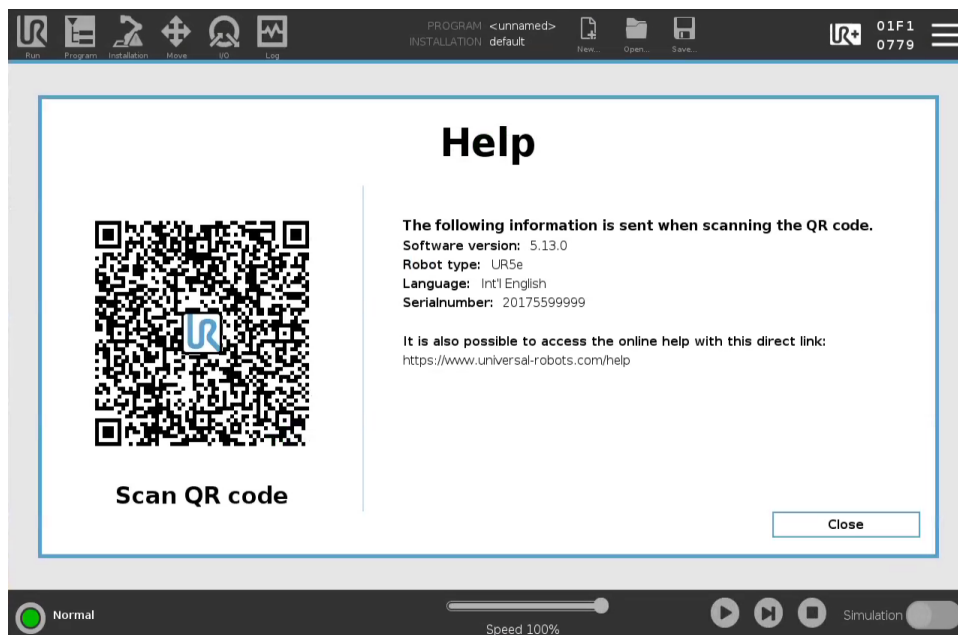 PROGRAM <unnamed>
INSTALLATION default
Run
Program
Installation
Move
I/O
Log
New...
Open...
Save...
UR+
01F1
0779
Help
The following information is sent when scanning the QR code.
Software version: 5.13.0
Robot type: UR5e
Language: Int'l English
Serialnumber: 20175599999
It is also possible to access the online help with this direct link:
https://www.universal-robots.com/help
UR
Scan QR code
Close
Normal
Speed 100%
Simulation